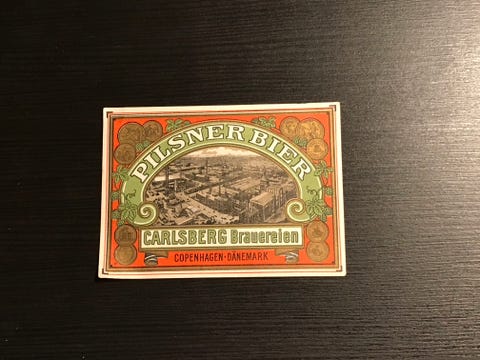 PILSNER BIER
CARLSBERG Brauereien
COPENHAGEN-DÄNEMARK